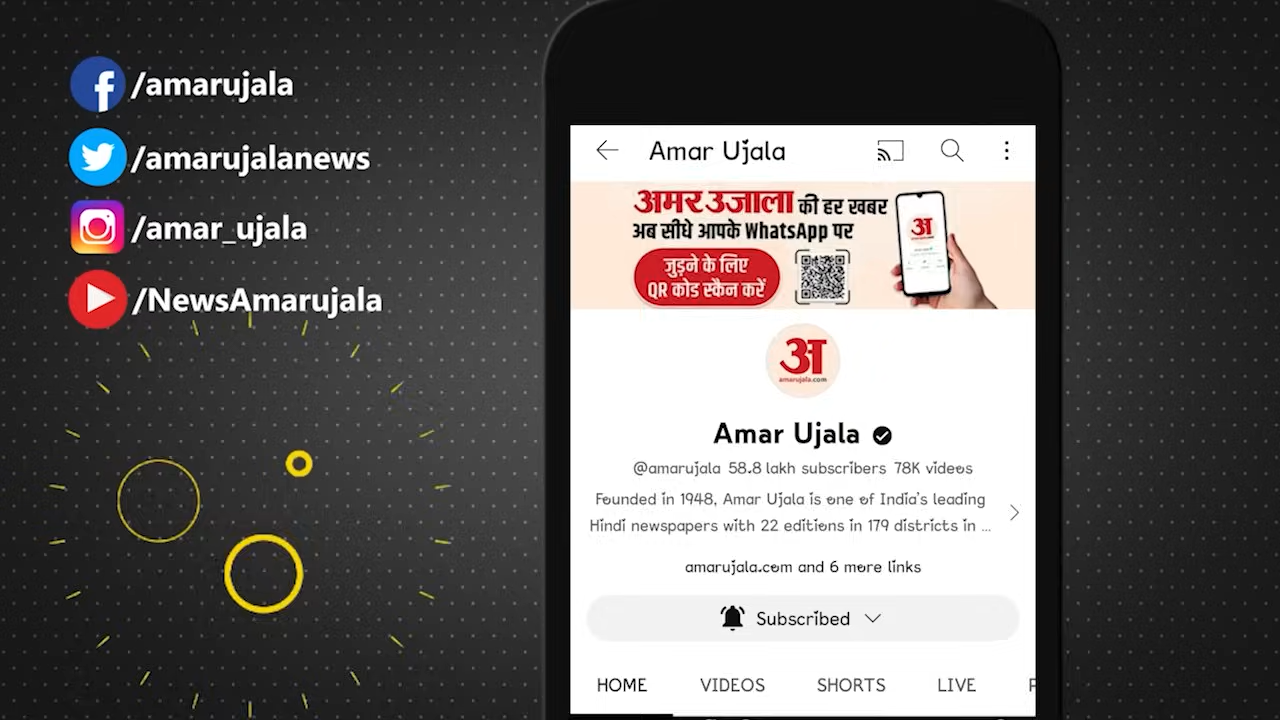 /amarujala
/amarujalanews
/amar_ujala
/NewsAmarujala
Amar Ujala
अमर उजाला की हर खबर
अब सीधे आपके WhatsApp पर
जुड़ने के लिए
QR कोड स्कैन करें
अ
अ
amarujala.com
Amar Ujala
@amarujala 58.8 lakh subscribers 78K videos
Founded in 1948, Amar Ujala is one of India's leading
Hindi newspapers with 22 editions in 179 districts in ...
amarujala.com and 6 more links
Subscribed
HOME VIDEOS SHORTS LIVE